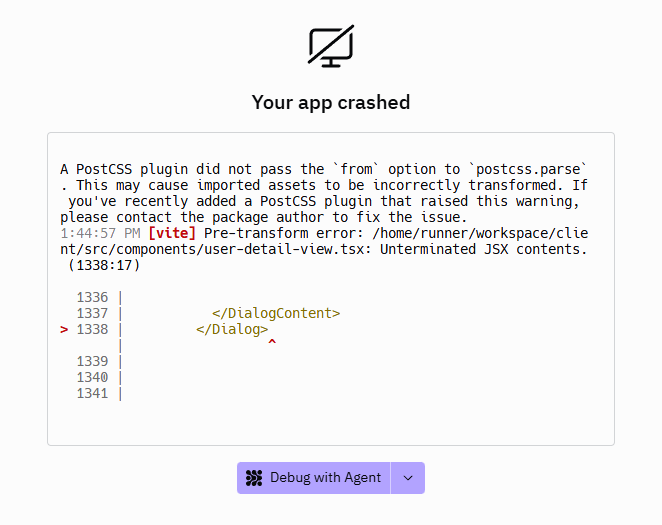 Your app crashed
A PostCSS plugin did not pass the `from` option to `postcss.parse`
. This may cause imported assets to be incorrectly transformed. If
you've recently added a PostCSS plugin that raised this warning,
please contact the package author to fix the issue.
1:44:57 PM [vite] Pre-transform error: /home/runner/workspace/clie
nt/src/components/user-detail-view.tsx: Unterminated JSX contents.
(1338:17)
1336 |
1337 |           </DialogContent>
> 1338 |         </Dialog>
|                  ^
1339 |
1340 |
1341 |
Debug with Agent